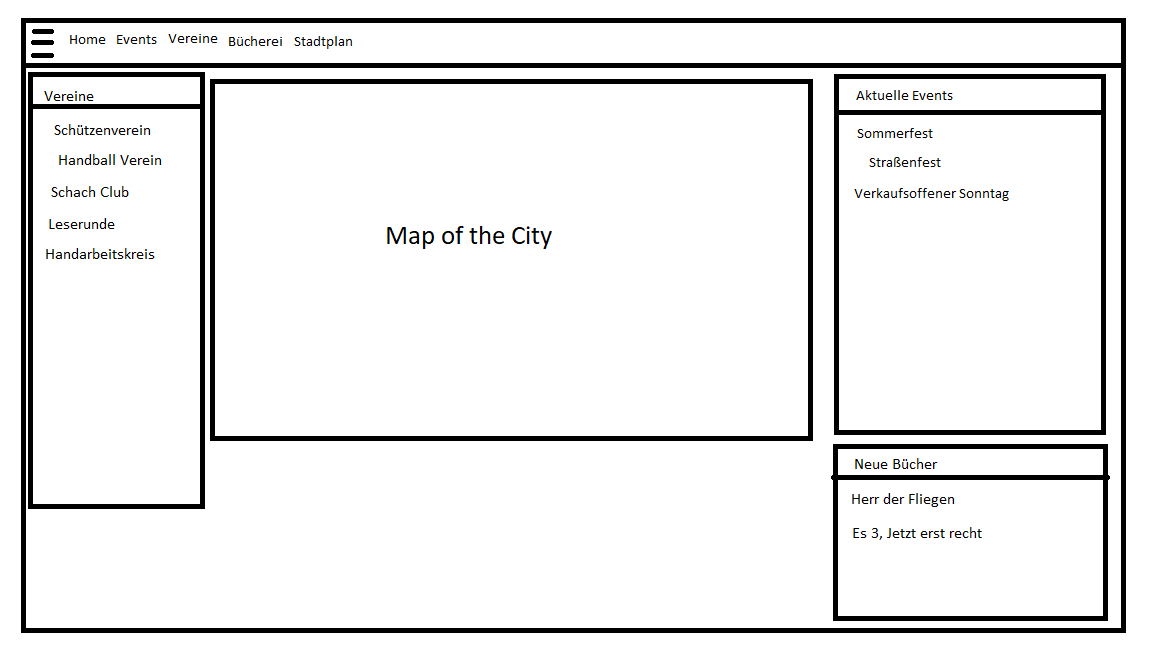 Home Events Vereine Bücherei Stadtplan
Vereine
Schützenverein
Handball Verein
Schach Club
Leserunde
Handarbeitskreis
Map of the City
Aktuelle Events
Sommerfest
Straßenfest
Verkaufsoffener Sonntag
Neue Bücher
Herr der Fliegen
Es 3, Jetzt erst recht